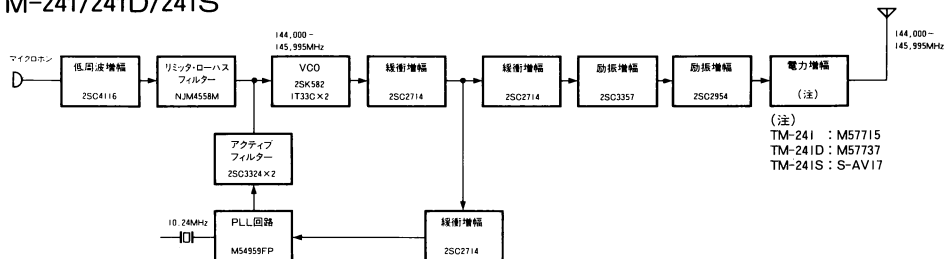 M-241/241D/241S
144,000－
145,995MHz
144,000－
145,995MHz
マイクロホン
低周波増幅
2SC4116
リミッタ・ローパス
フィルター
NJM4558M
VCO
2SK582
1T33C×2
緩衝増幅
2SC2714
緩衝増幅
2SC2714
励振増幅
2SC3357
励振増幅
2SC2954
電力増幅
(注)
(注)
TM-241 : M57715
TM-241D : M57737
TM-241S : S-AV17
アクティブ
フィルター
2SC3324×2
10.24MHz
PLL回路
M54959FP
緩衝増幅
2SC2714